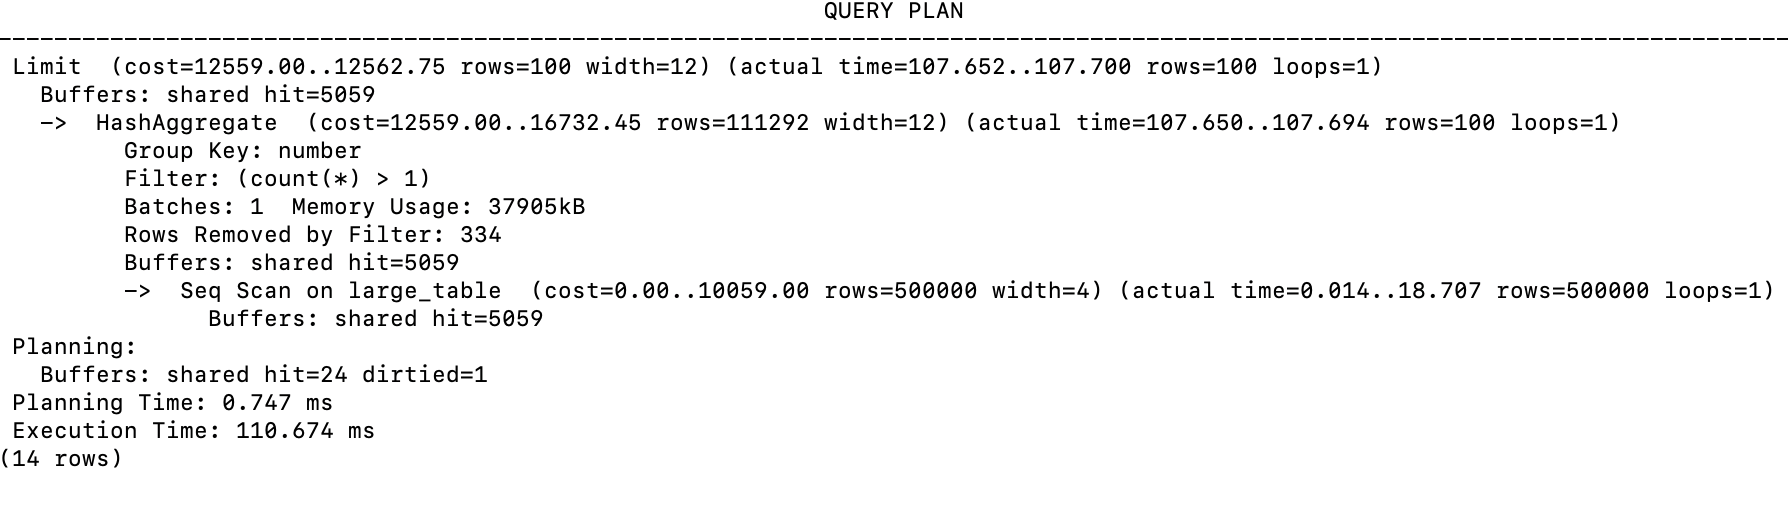 QUERY PLAN
--------------------------------------------------------------------------------------------------------------------------------
Limit  (cost=12559.00..12562.75 rows=100 width=12) (actual time=107.652..107.700 rows=100 loops=1)
  Buffers: shared hit=5059
  ->  HashAggregate  (cost=12559.00..16732.45 rows=111292 width=12) (actual time=107.650..107.694 rows=100 loops=1)
        Group Key: number
        Filter: (count(*) > 1)
        Batches: 1  Memory Usage: 37905kB
        Rows Removed by Filter: 334
        Buffers: shared hit=5059
        ->  Seq Scan on large_table  (cost=0.00..10059.00 rows=500000 width=4) (actual time=0.014..18.707 rows=500000 loops=1)
              Buffers: shared hit=5059
Planning:
  Buffers: shared hit=24 dirtied=1
Planning Time: 0.747 ms
Execution Time: 110.674 ms
(14 rows)